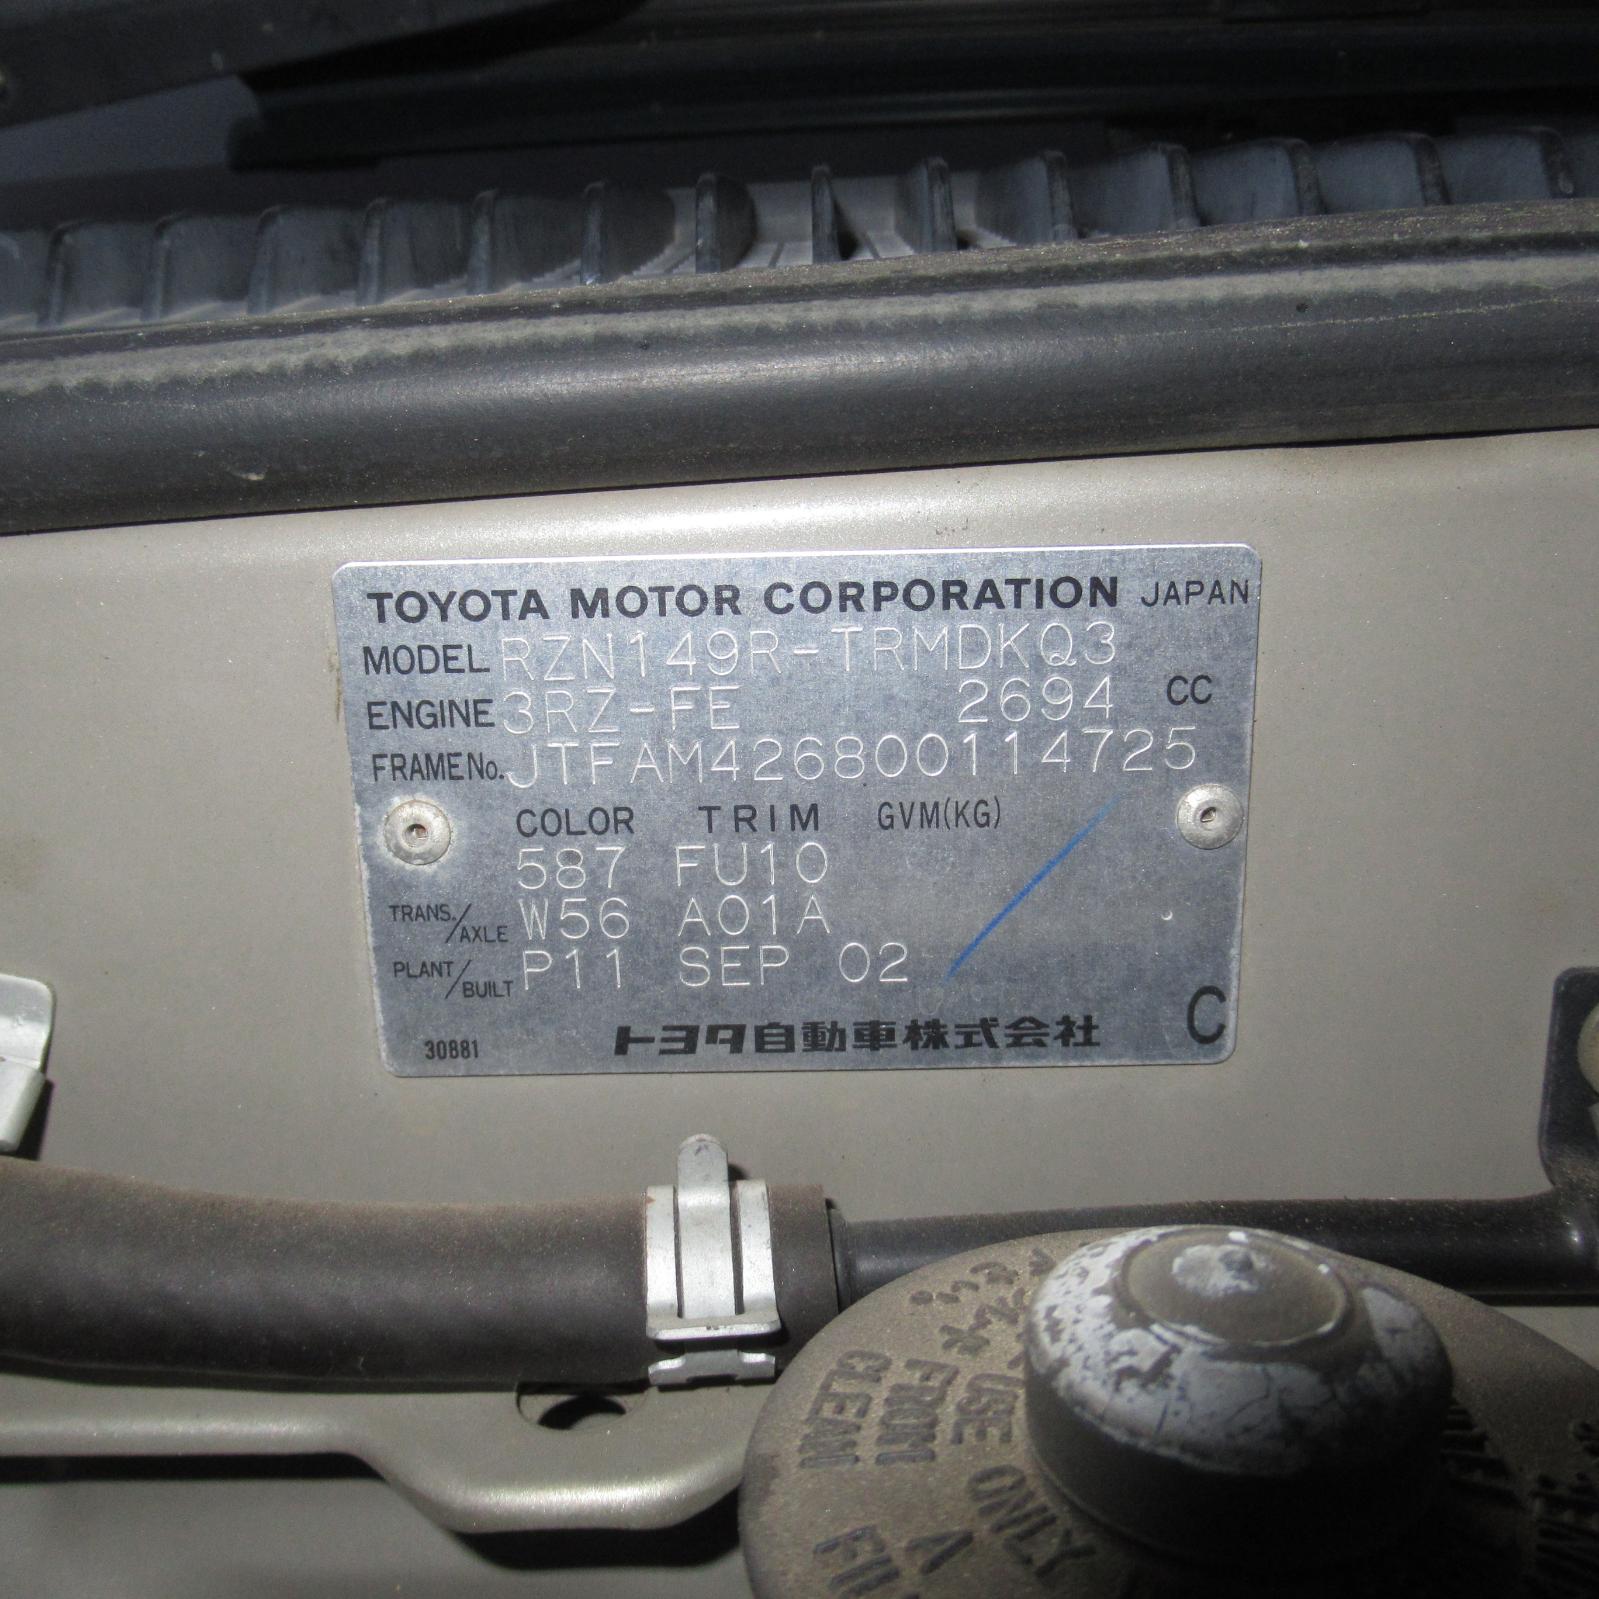 TOYOTA MOTOR CORPORATION JAPAN
MODEL RZN149R-TRMDKQ3
ENGINE 3RZ-FE 2694 CC
FRAME No. JTFAM426800114725
COLOR TRIM GVM(KG)
587 FU10
TRANS./AXLE W56 A01A
PLANT/BUILT P11 SEP 02
30881 トヨタ自動車株式会社 C
CLEAN
FROM
USE ONLY
A